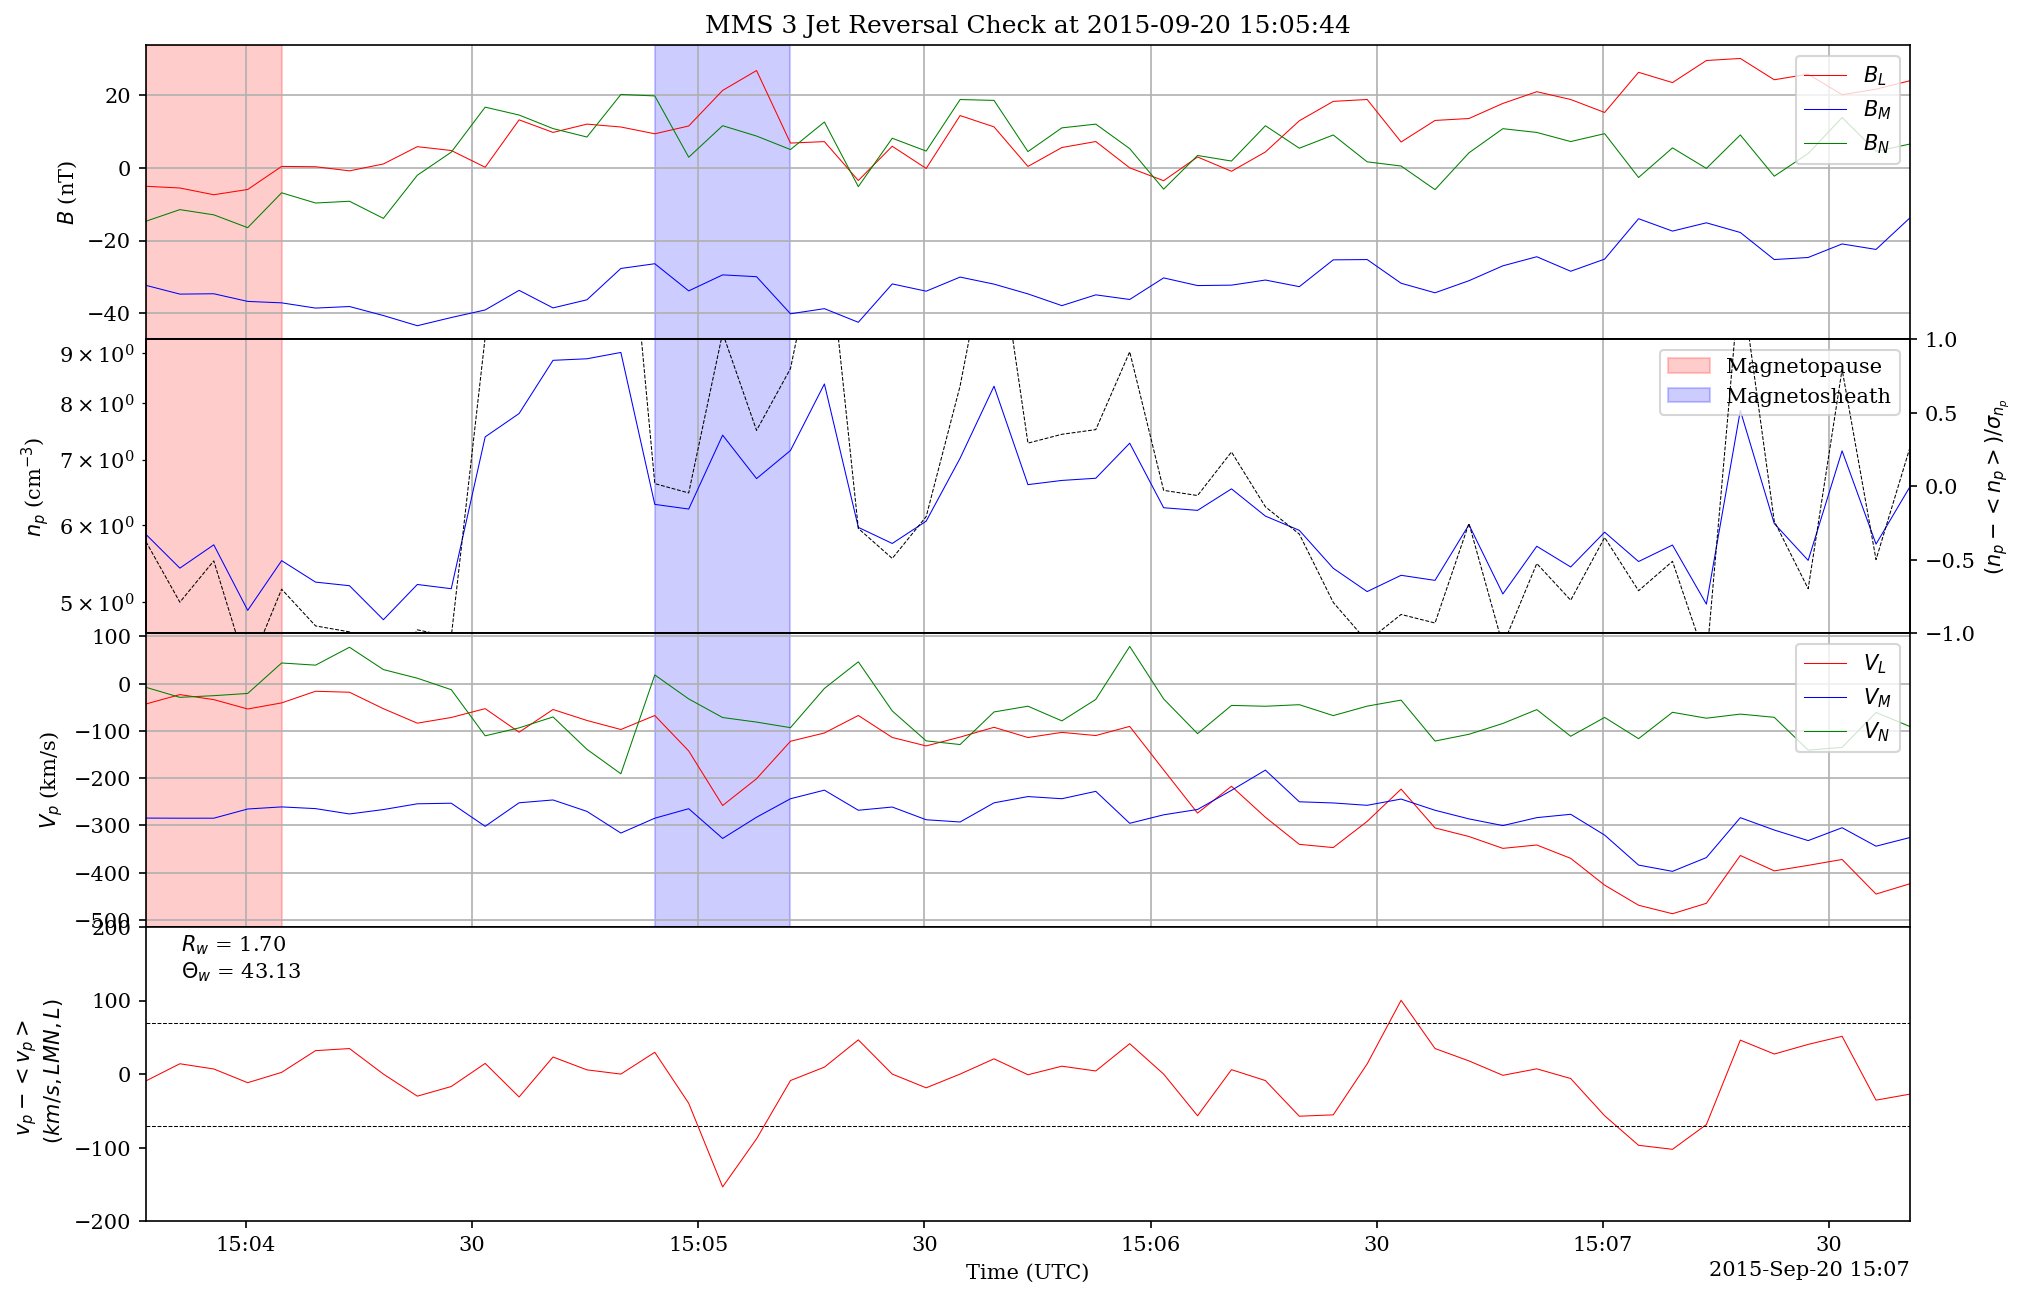 MMS 3 Jet Reversal Check at 2015-09-20 15:05:44
B (nT)
20
0
−20
−40
B_L
B_M
B_N
n_p (cm^{−3})
9 × 10^0
8 × 10^0
7 × 10^0
6 × 10^0
5 × 10^0
Magnetopause
Magnetosheath
1.0
0.5
0.0
−0.5
−1.0
(n_p − < n_p >)/σ_{n_p}
V_p (km/s)
100
0
−100
−200
−300
−400
−500
V_L
V_M
V_N
v_p − < v_p >
(km/s, LMN, L)
200
100
0
−100
−200
R_w = 1.70
Θ_w = 43.13
15:04 30 15:05 30 15:06 30 15:07 30
Time (UTC)
2015-Sep-20 15:07